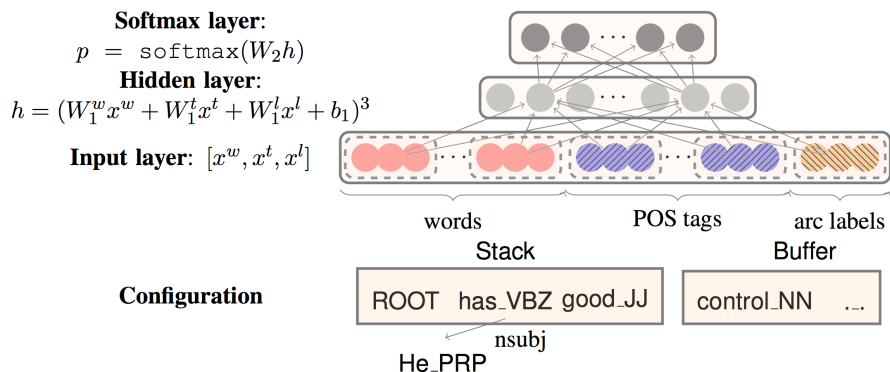 Softmax layer:
p = softmax(W₂h)
Hidden layer:
h = (W₁ʷxʷ + W₁ᵗxᵗ + W₁ˡxˡ + b₁)³
Input layer: [xʷ, xᵗ, xˡ]
...
...
...
...
words
POS tags
arc labels
Stack
Buffer
Configuration
ROOT has_VBZ good_JJ
control_NN ._.
nsubj
He_PRP